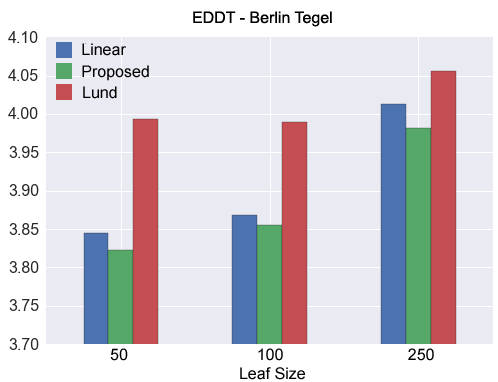 EDDT - Berlin Tegel
4.10
4.05
4.00
3.95
3.90
3.85
3.80
3.75
3.70
Linear
Proposed
Lund
50
100
250
Leaf Size